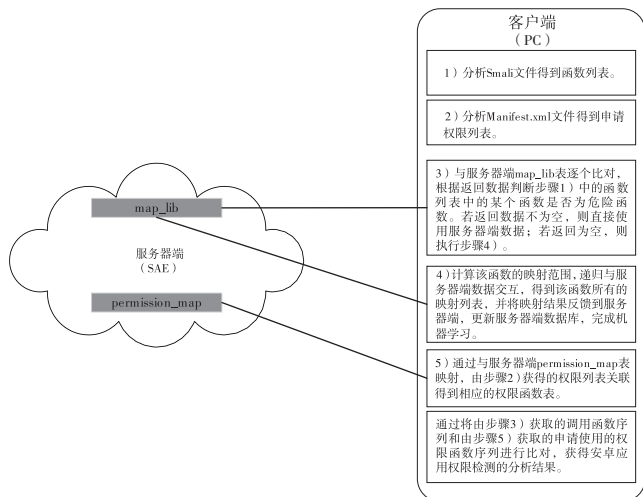 客户端
（PC）
1）分析Smali文件得到函数列表。
2）分析Manifest.xml文件得到申请
权限列表。
3）与服务器端map_lib表逐个比对，
根据返回数据判断步骤1）中的函数
列表中的某个函数是否为危险函
数。若返回数据不为空，则直接使
用服务器端数据；若返回为空，则
执行步骤4）。
4）计算该函数的映射范围，递归与服
务器端数据交互，得到该函数所有的
映射列表，并将映射结果反馈到服务
器端，更新服务器端数据库，完成机
器学习。
5）通过与服务器端permission_map表
映射，由步骤2）获得的权限列表关联
得到相应的权限函数表。
通过将由步骤3）获取的调用函数序
列和由步骤5）获取的申请使用的权
限函数序列进行比对，获得安卓应
用权限检测的分析结果。
map_lib
服务器端
（SAE）
permission_map